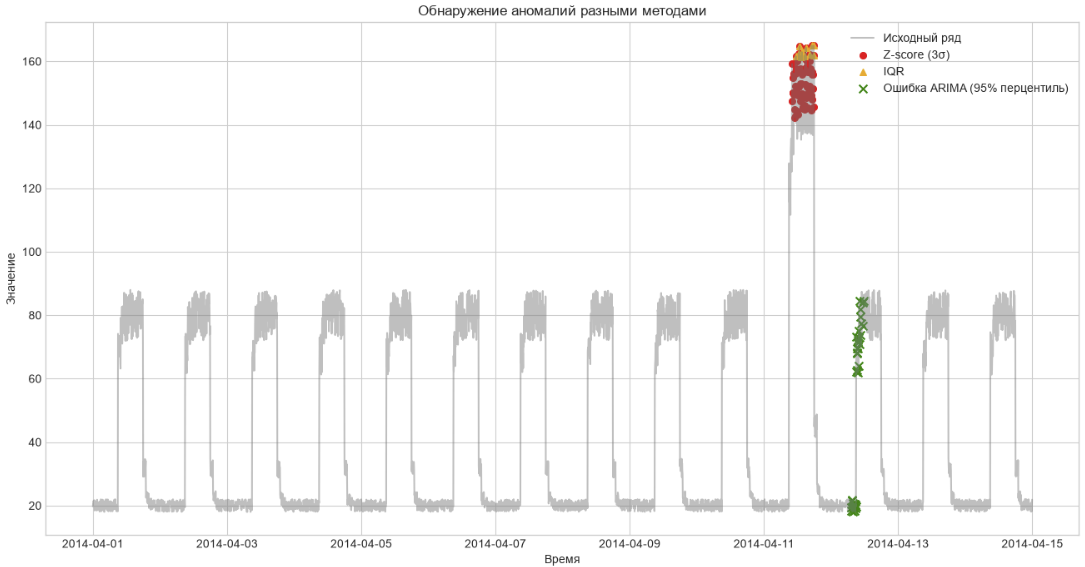 Обнаружение аномалий разными методами
Исходный ряд
Z-score (3σ)
IQR
Ошибка ARIMA (95% перцентиль)
Значение
160
140
120
100
80
60
40
20
2014-04-01
2014-04-03
2014-04-05
2014-04-07
2014-04-09
2014-04-11
2014-04-13
2014-04-15
Время